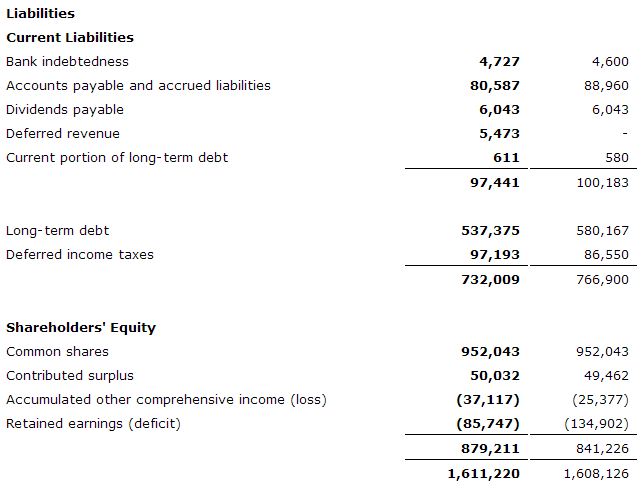 Liabilities
Current Liabilities
Bank indebtedness 4,727 4,600
Accounts payable and accrued liabilities 80,587 88,960
Dividends payable 6,043 6,043
Deferred revenue 5,473 -
Current portion of long-term debt 611 580
97,441 100,183
Long-term debt 537,375 580,167
Deferred income taxes 97,193 86,550
732,009 766,900
Shareholders' Equity
Common shares 952,043 952,043
Contributed surplus 50,032 49,462
Accumulated other comprehensive income (loss) (37,117) (25,377)
Retained earnings (deficit) (85,747) (134,902)
879,211 841,226
1,611,220 1,608,126